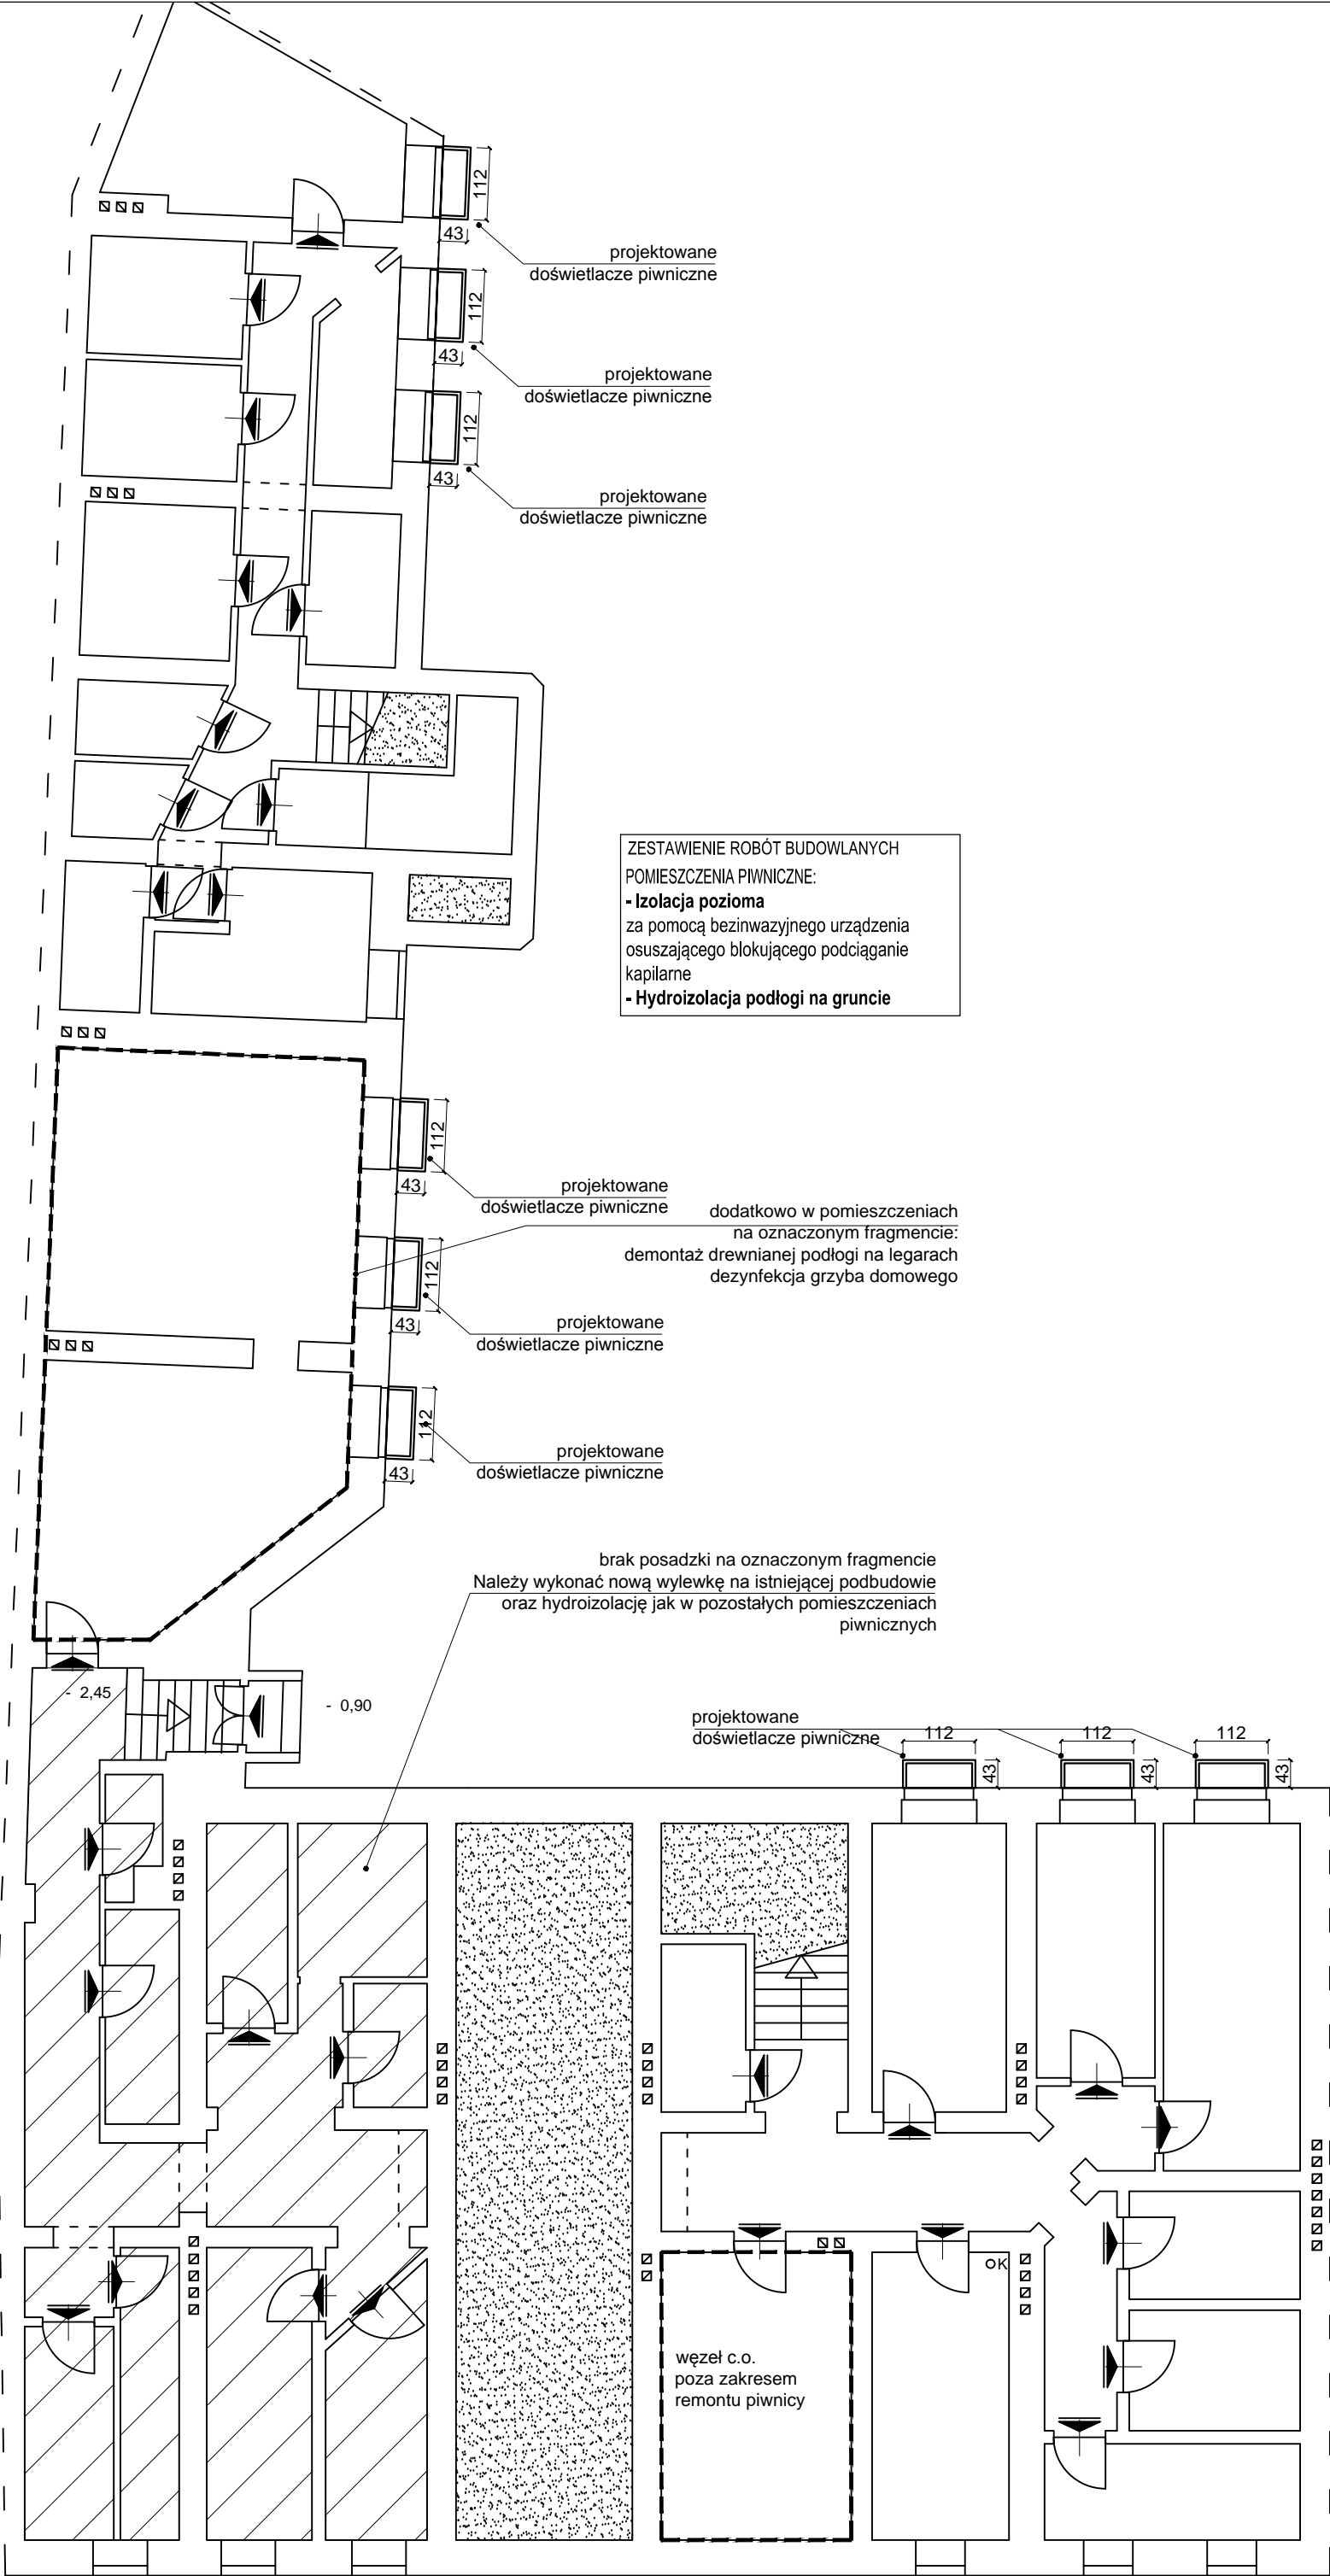 112
43
projektowane
doświetlacze piwniczne
112
43
projektowane
doświetlacze piwniczne
112
43
projektowane
doświetlacze piwniczne
ZESTAWIENIE ROBÓT BUDOWLANYCH
POMIESZCZENIA PIWNICZNE:
- Izolacja pozioma
za pomocą bezinwazyjnego urządzenia
osuszającego blokującego podciąganie
kapilarne
- Hydroizolacja podłogi na gruncie
112
43
projektowane
doświetlacze piwniczne
dodatkowo w pomieszczeniach
na oznaczonym fragmencie:
demontaż drewnianej podłogi na legarach
dezynfekcja grzyba domowego
112
43
projektowane
doświetlacze piwniczne
112
43
projektowane
doświetlacze piwniczne
brak posadzki na oznaczonym fragmencie
Należy wykonać nową wylewkę na istniejącej podbudowie
oraz hydroizolację jak w pozostałych pomieszczeniach
piwnicznych
- 2,45
- 0,90
projektowane
doświetlacze piwniczne
112
43
112
43
112
43
OK
węzeł c.o.
poza zakresem
remontu piwnicy